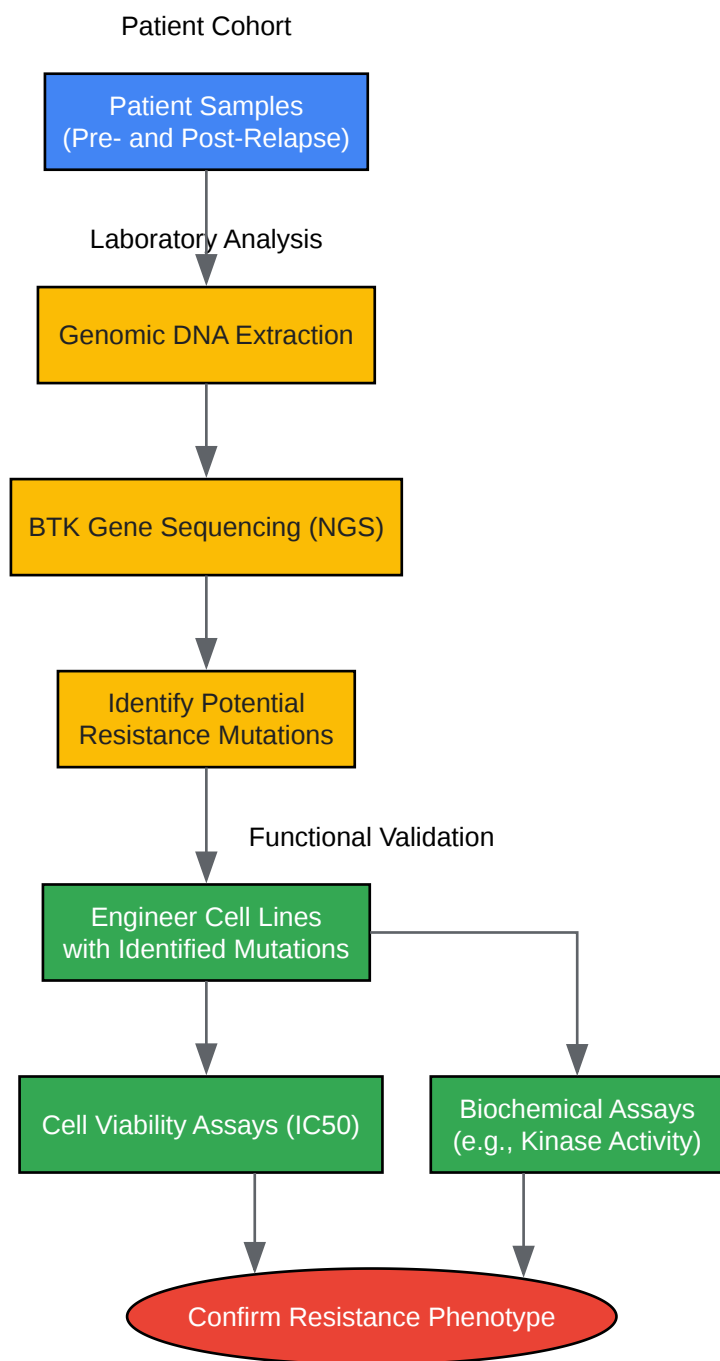 Patient Cohort
Patient Samples
(Pre- and Post-Relapse)
Laboratory Analysis
Genomic DNA Extraction
BTK Gene Sequencing (NGS)
Identify Potential
Resistance Mutations
Functional Validation
Engineer Cell Lines
with Identified Mutations
Cell Viability Assays (IC50)
Biochemical Assays
(e.g., Kinase Activity)
Confirm Resistance Phenotype